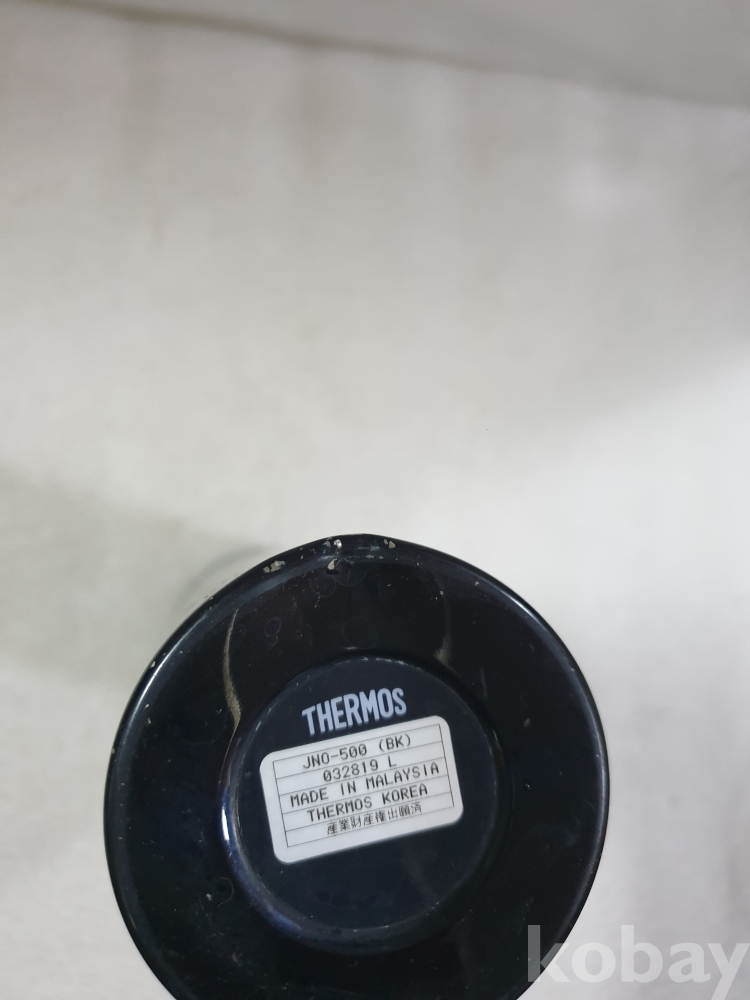 THERMOS
JNO-500 (BK)
032819 L
MADE IN MALAYSIA
THERMOS KOREA
産業財産権出願済
kobay